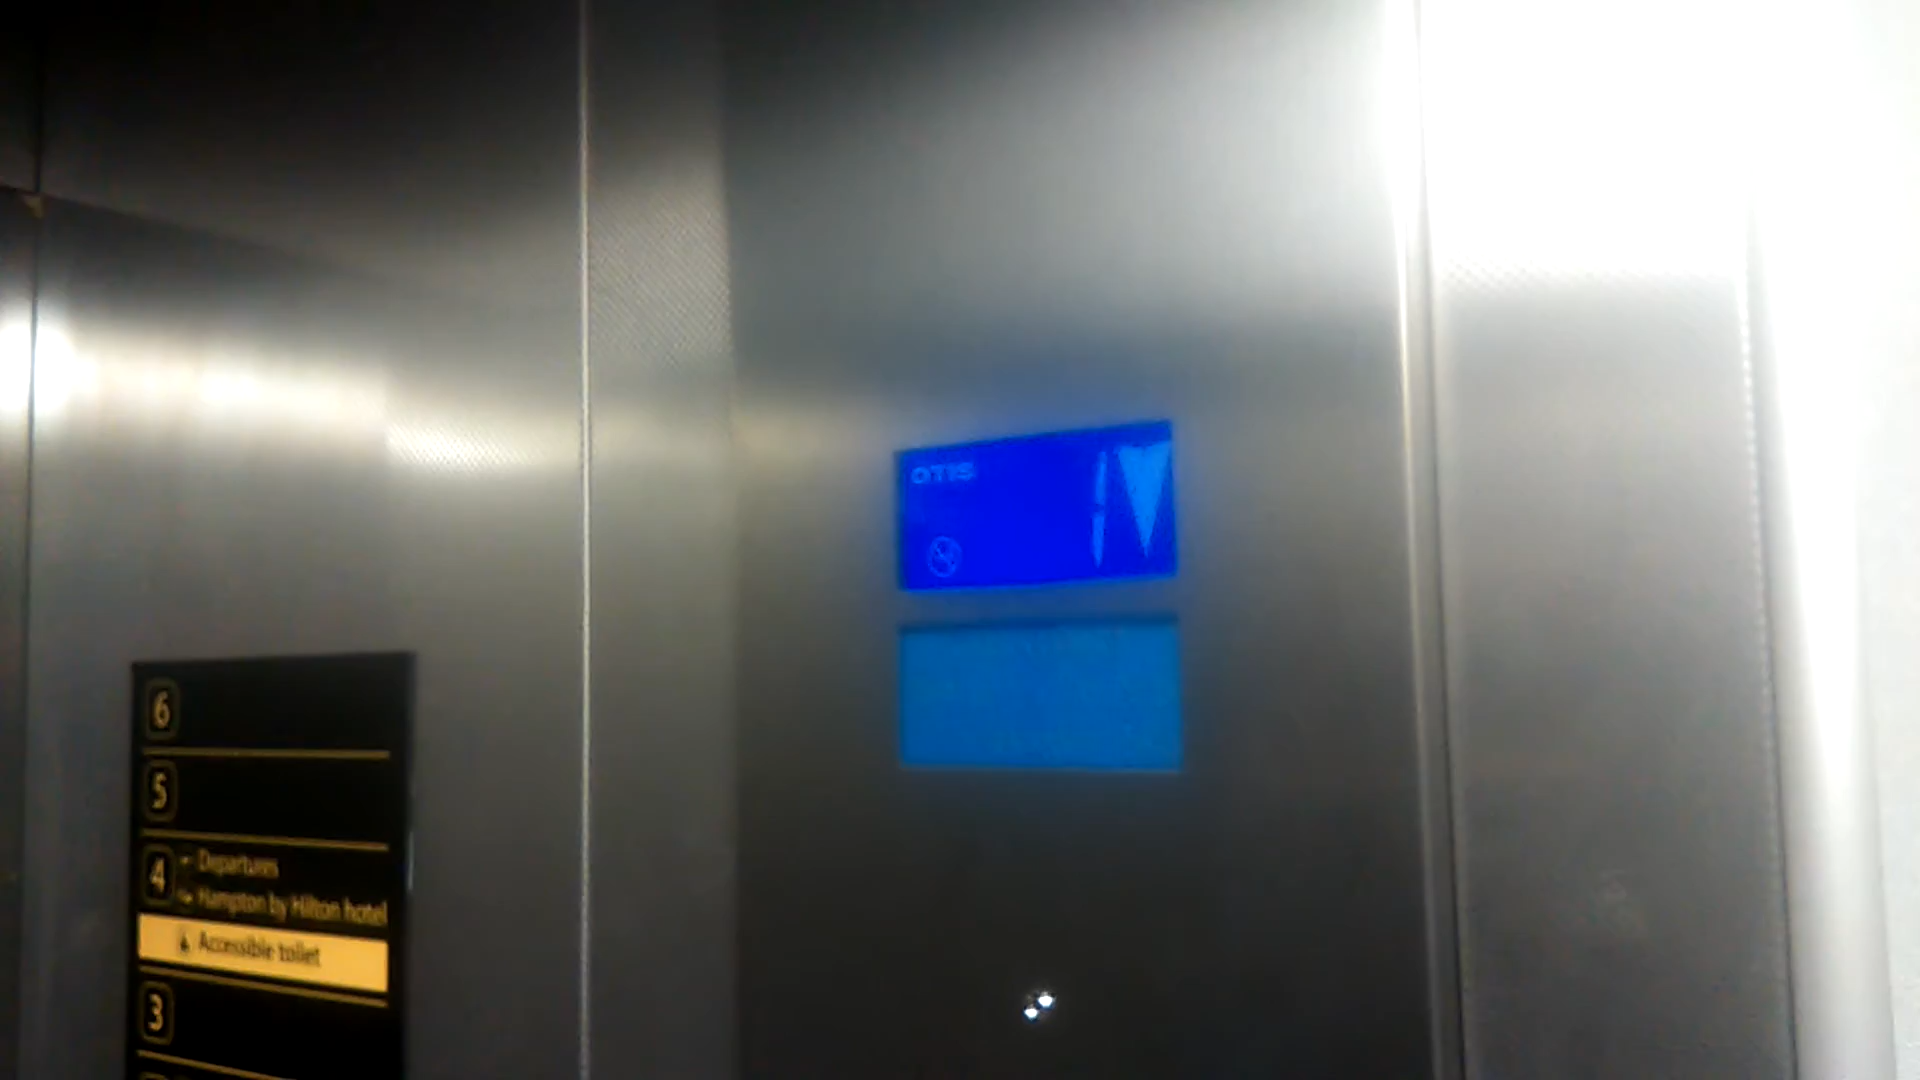 OTIS
1
6
5
4 Departures
Hampton by Hilton hotel
Accessible toilet
3